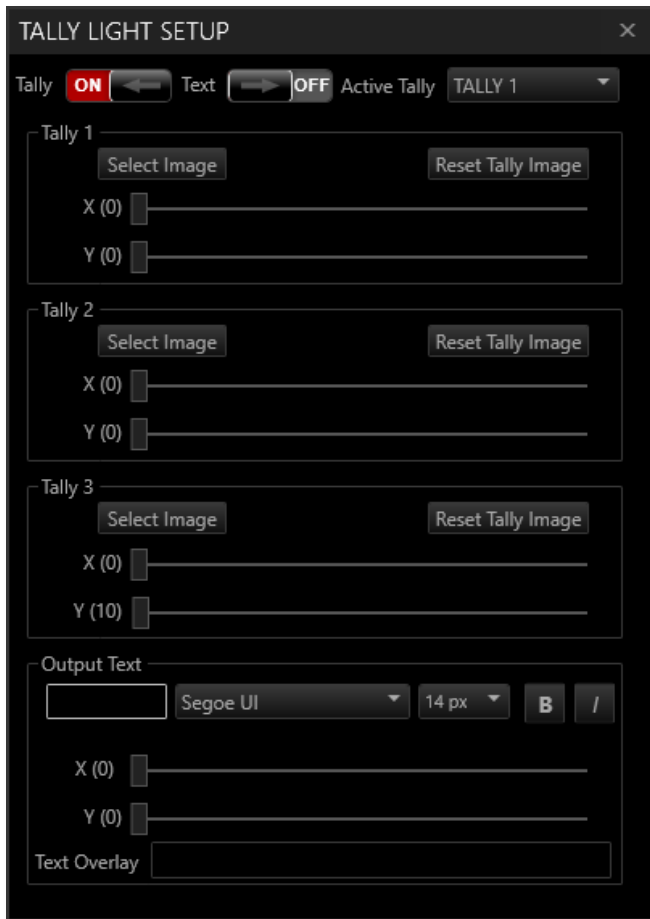 TALLY LIGHT SETUP
Tally ON Text OFF Active Tally TALLY 1
Tally 1
Select Image Reset Tally Image
X (0)
Y (0)
Tally 2
Select Image Reset Tally Image
X (0)
Y (0)
Tally 3
Select Image Reset Tally Image
X (0)
Y (10)
Output Text
Segoe UI 14 px B I
X (0)
Y (0)
Text Overlay